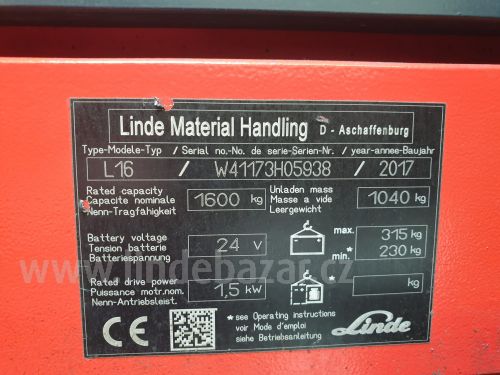 Linde Material Handling D - Aschaffenburg
Type-Modele-Typ / Serial no.-No. de serie-Serien-Nr. / year-annee-Baujahr
L16 / W41173H05938 / 2017
Rated capacity
Capacite nominale
Nenn-Tragfähigkeit
1600 kg
Unladen mass
Masse a vide
Leergewicht
1040 kg
Battery voltage
Tension batterie
Batteriespannung
24 V
max. 315 kg
min.* 230 kg
Rated drive power
Puissance motr.nom.
Nenn-Antriebsleist.
1,5 kW
* kg
CE
*see Operating instructions
voir Mode d'emploi
siehe Betriebsanleitung
Linde
www.lindebazar.cz